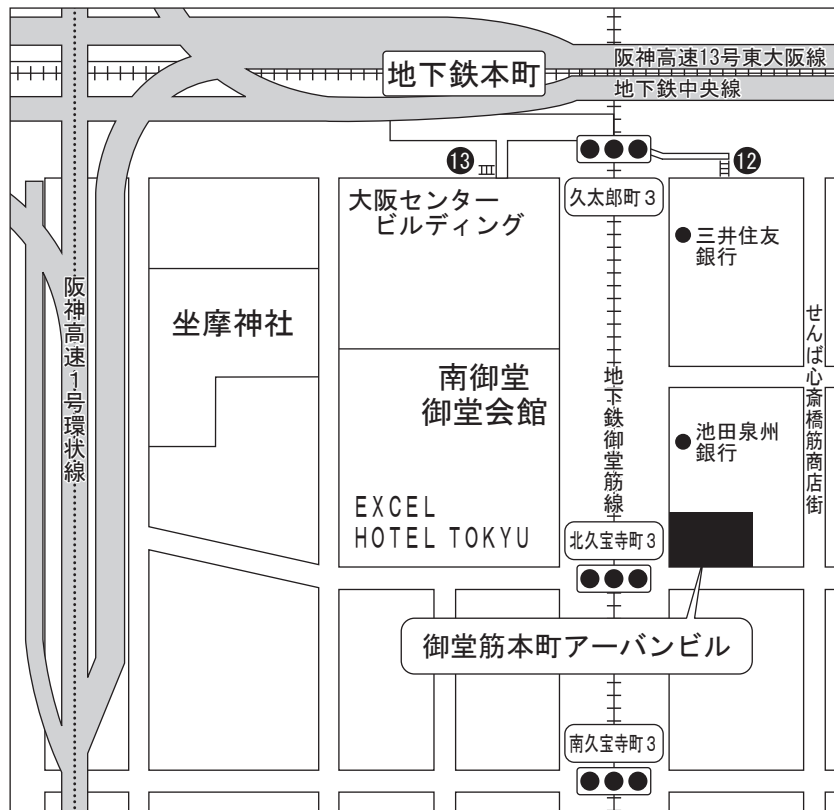 阪神高速13号東大阪線
地下鉄本町
地下鉄中央線
13
12
久太郎町3
大阪センター
ビルディング
三井住友
銀行
阪神高速1号環状線
坐摩神社
せんば心斎橋筋商店街
南御堂
御堂会館
地下鉄御堂筋線
池田泉州
銀行
EXCEL
HOTEL TOKYU
北久宝寺町3
御堂筋本町アーバンビル
南久宝寺町3